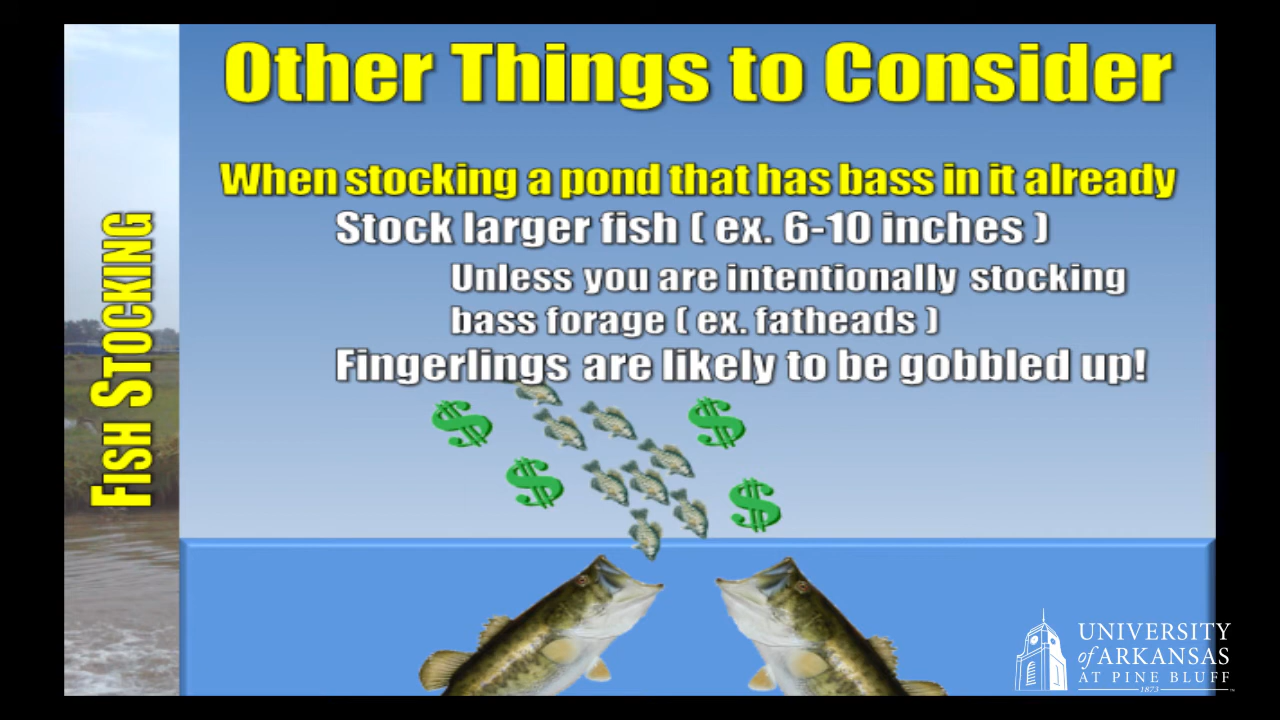 Other Things to Consider
When stocking a pond that has bass in it already
Stock larger fish ( ex. 6-10 inches )
Unless you are intentionally stocking
bass forage ( ex. fatheads )
Fingerlings are likely to be gobbled up!
FISH STOCKING
$ $
$ $
UNIVERSITY
of ARKANSAS
AT PINE BLUFF
1873